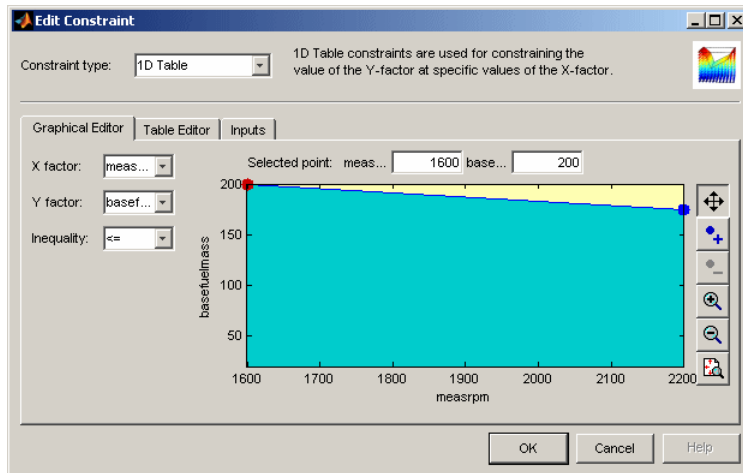 Edit Constraint
Constraint type: 1D Table
1D Table constraints are used for constraining the
value of the Y-factor at specific values of the X-factor.
Graphical Editor Table Editor Inputs
X factor: meas...
Y factor: basef...
Inequality: <=
Selected point: meas... 1600 base... 200
200
150
100
50
basefuelmass
1600 1700 1800 1900 2000 2100 2200
measrpm
OK Cancel Help